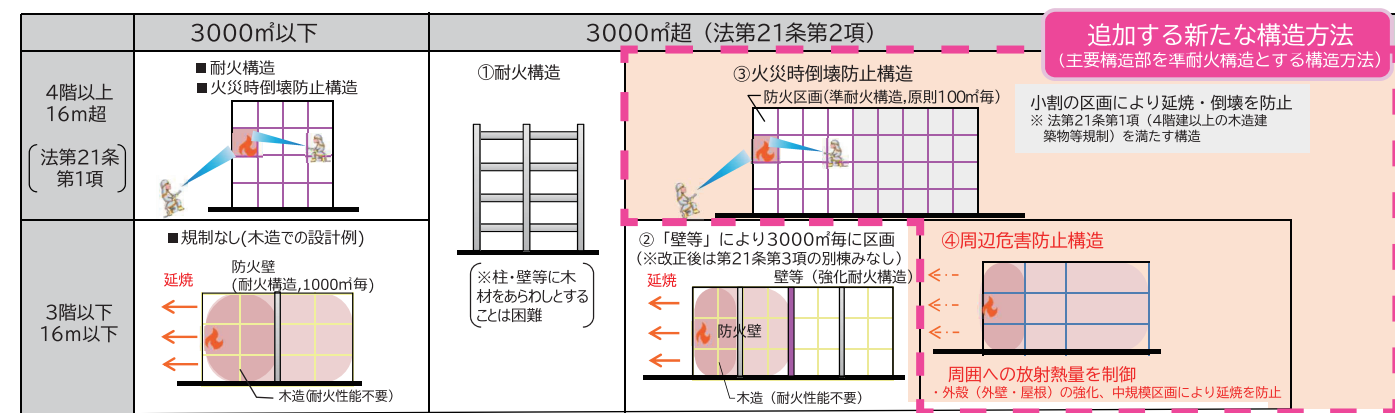 3000㎡以下
3000㎡超（法第21条第2項）
追加する新たな構造方法
（主要構造部を準耐火構造とする構造方法）
4階以上
16m超
（法第21条
第1項）
■耐火構造
■火災時倒壊防止構造
①耐火構造
※柱・壁等に木
材をあらわしとする
ことは困難
③火災時倒壊防止構造
防火区画(準耐火構造,原則100㎡毎)
小割の区画により延焼・倒壊を防止
※ 法第21条第1項（4階建以上の木造建
築物等規制）を満たす構造
3階以下
16m以下
■規制なし(木造での設計例)
延焼
防火壁
(耐火構造,1000㎡毎)
木造(耐火性能不要)
②「壁等」により3000㎡毎に区画
(※改正後は第21条第3項の別棟みなし)
延焼
壁等（強化耐火構造）
防火壁
木造（耐火性能不要）
④周辺危害防止構造
周囲への放射熱量を制御
・外殻（外壁・屋根）の強化、中規模区画により延焼を防止